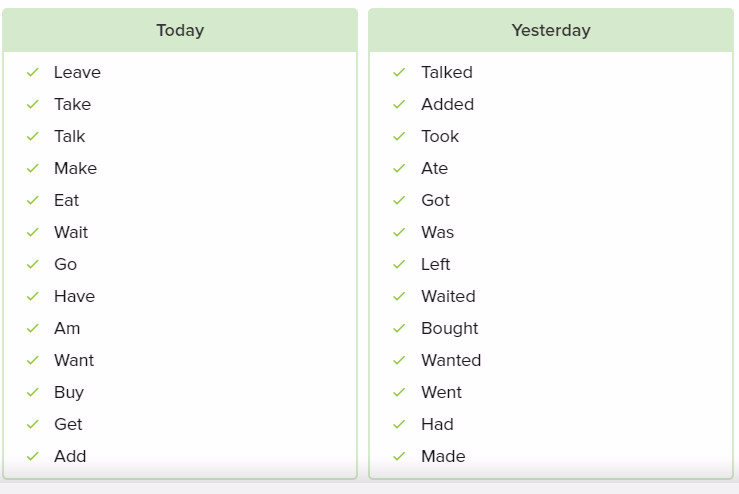 Today
Leave
Take
Talk
Make
Eat
Wait
Go
Have
Am
Want
Buy
Get
Add
Yesterday
Talked
Added
Took
Ate
Got
Was
Left
Waited
Bought
Wanted
Went
Had
Made